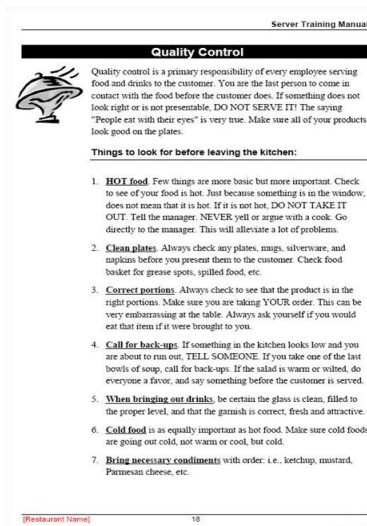 Server Training Manual
Quality Control
Quality control is a primary responsibility of every employee serving
food and drinks to the customer. You are the last person to come in
contact with the food before the customer does. If something does not
look right or is not presentable, DO NOT SERVE IT! The saying
"People eat with their eyes" is very true. Make sure all of your products
look good on the plates.
Things to look for before leaving the kitchen:
1. HOT food. Few things are more basic but more important. Check
to see of your food is hot. Just because something is in the window,
does not mean that it is hot. If it is not hot, DO NOT TAKE IT
OUT. Tell the manager. NEVER yell or argue with a cook. Go
directly to the manager. This will alleviate a lot of problems.
2. Clean plates. Always check any plates, mugs, silverware, and
napkins before you present them to the customer. Check food
basket for grease spots, spilled food, etc.
3. Correct portions. Always check to see that the product is in the
right portions. Make sure you are taking YOUR order. This can be
very embarrassing at the table. Always ask yourself if you would
eat that item if it were brought to you.
4. Call for back-ups. If something in the kitchen looks low and you
are about to run out, TELL SOMEONE. If you take one of the last
bowls of soup, call for back-ups. If the salad is warm or wilted, do
everyone a favor, and say something before the customer is served.
5. When bringing out drinks, be certain the glass is clean, filled to
the proper level, and that the garnish is correct, fresh and attractive.
6. Cold food is as equally important as hot food. Make sure cold foods
are going out cold, not warm or cool, but cold.
7. Bring necessary condiments with order: i.e., ketchup, mustard,
Parmesan cheese, etc.
[Restaurant Name]
18